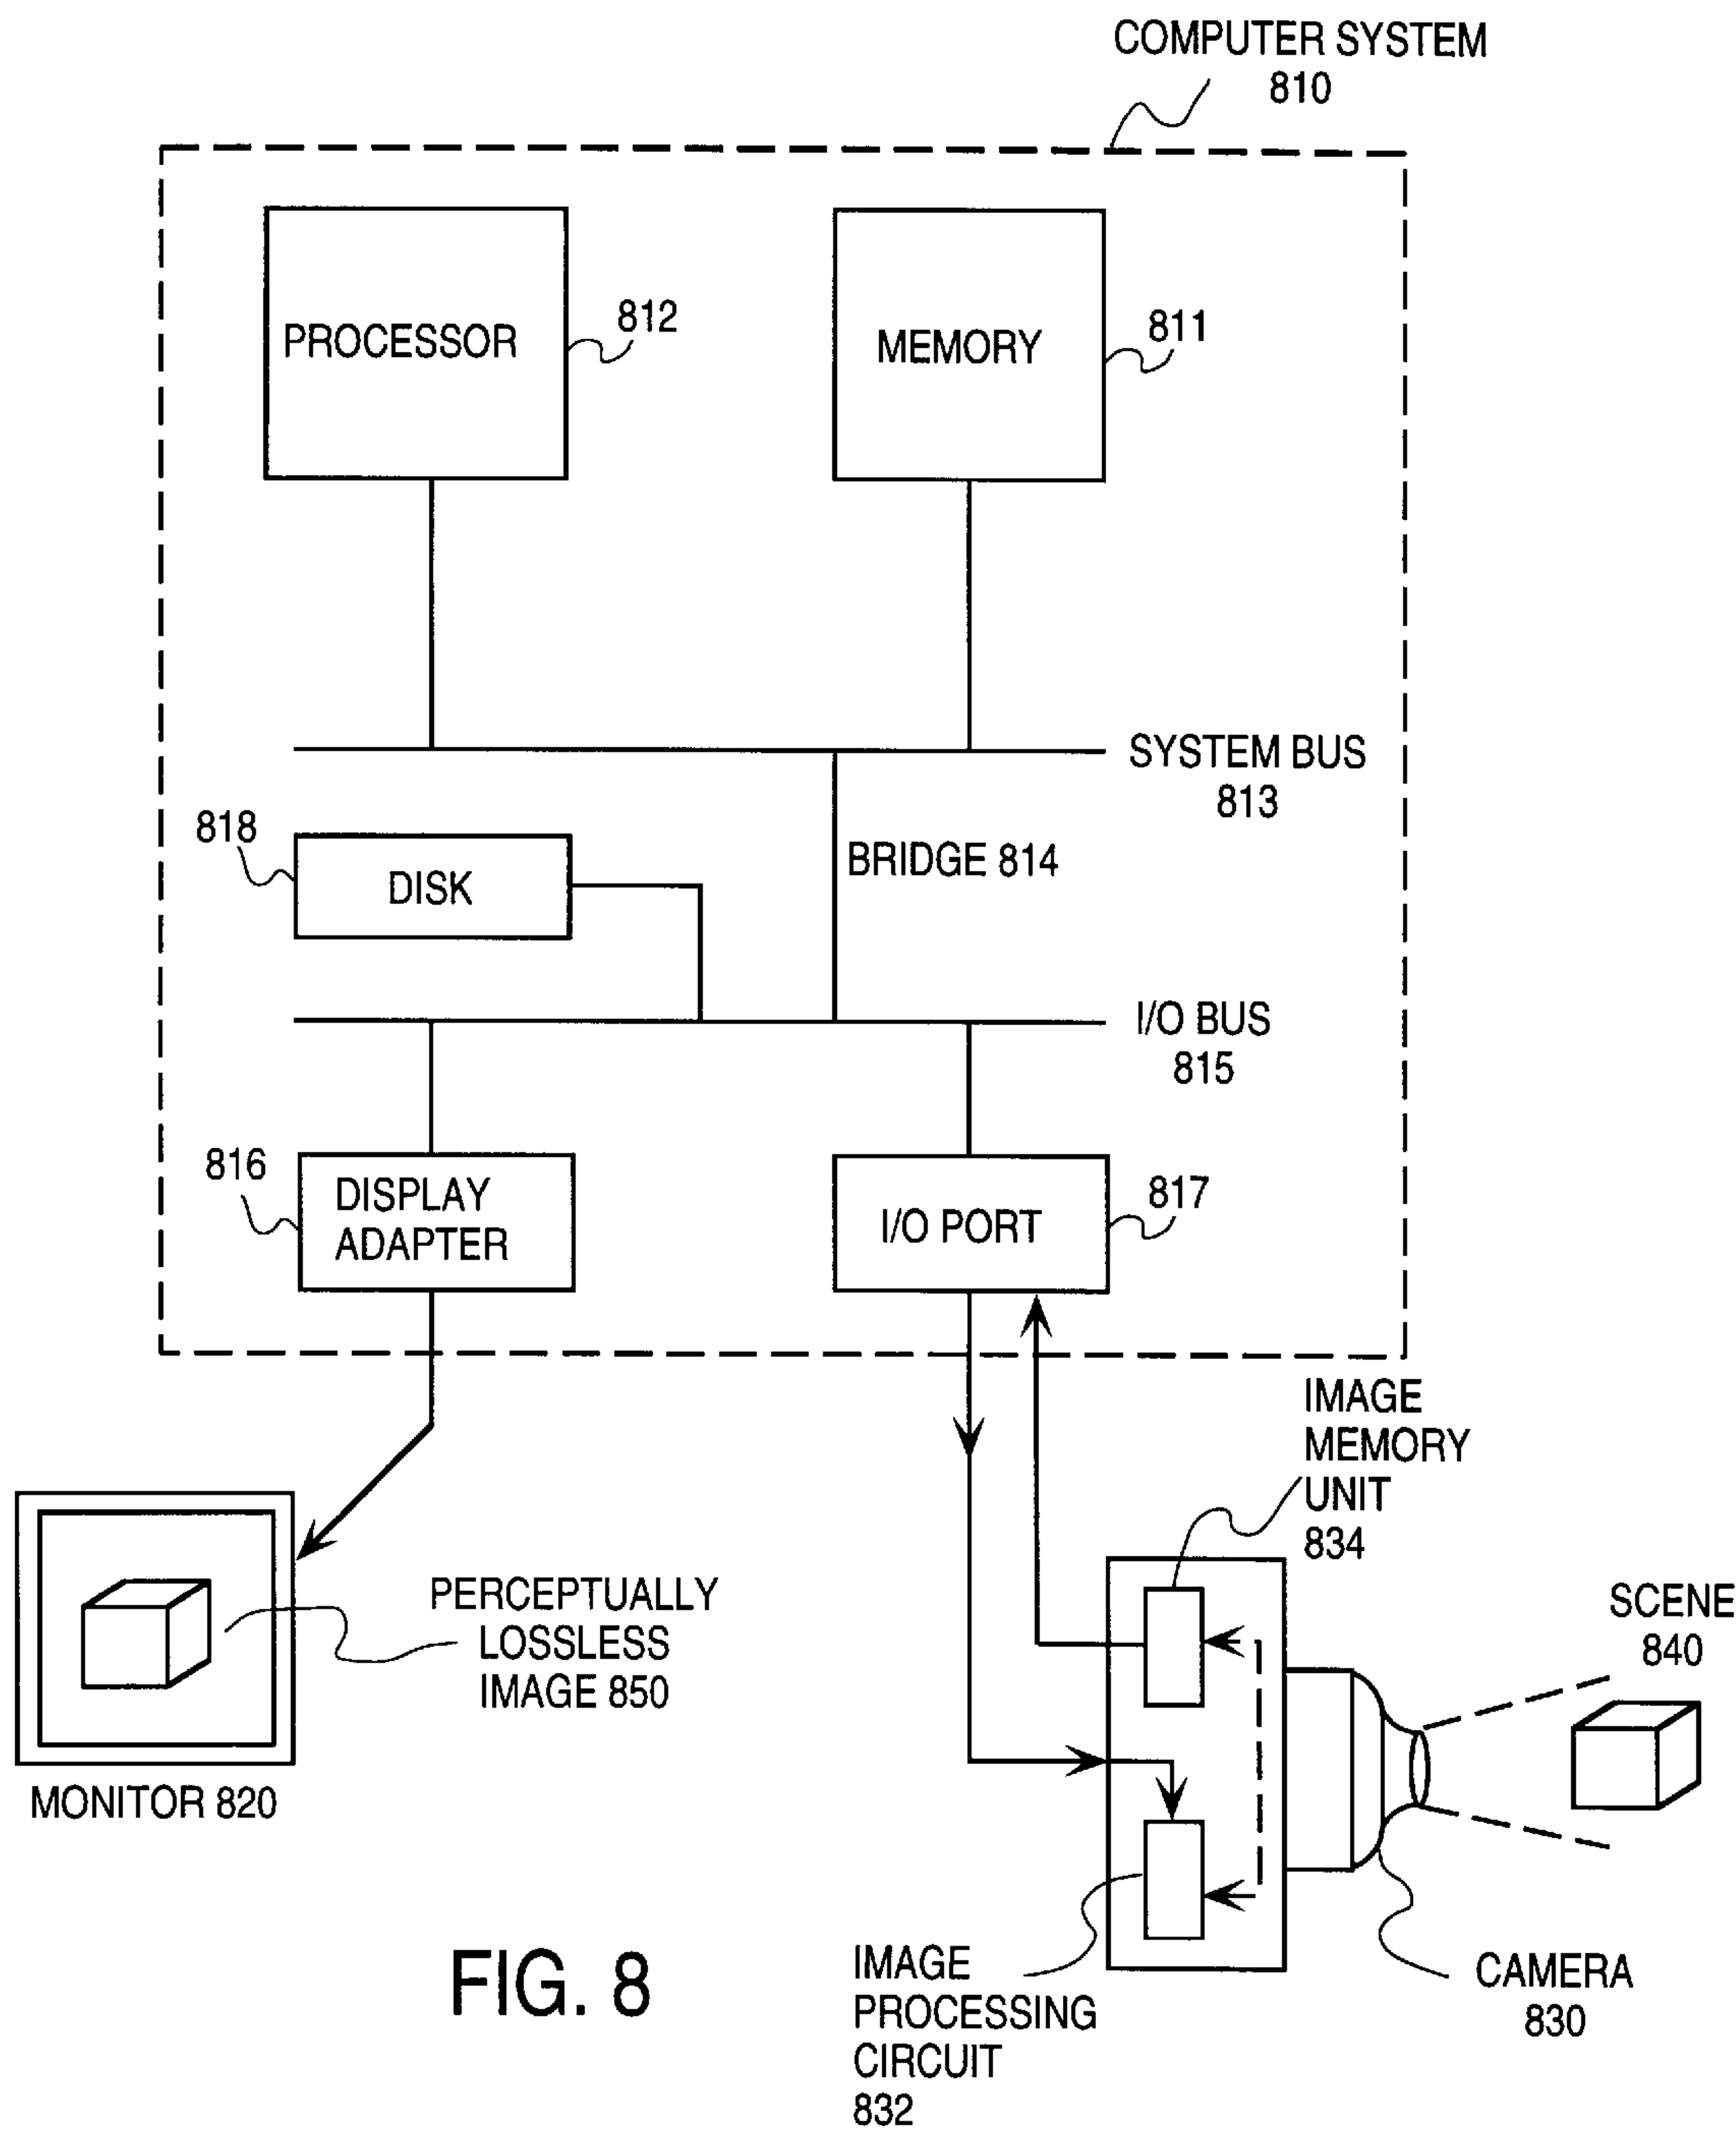 COMPUTER SYSTEM
810
PROCESSOR
812
MEMORY
811
SYSTEM BUS
813
818
DISK
BRIDGE 814
I/O BUS
815
816
DISPLAY
ADAPTER
I/O PORT
817
IMAGE
MEMORY
UNIT
834
PERCEPTUALLY
LOSSLESS
IMAGE 850
SCENE
840
MONITOR 820
IMAGE
PROCESSING
CIRCUIT
832
CAMERA
830
FIG. 8